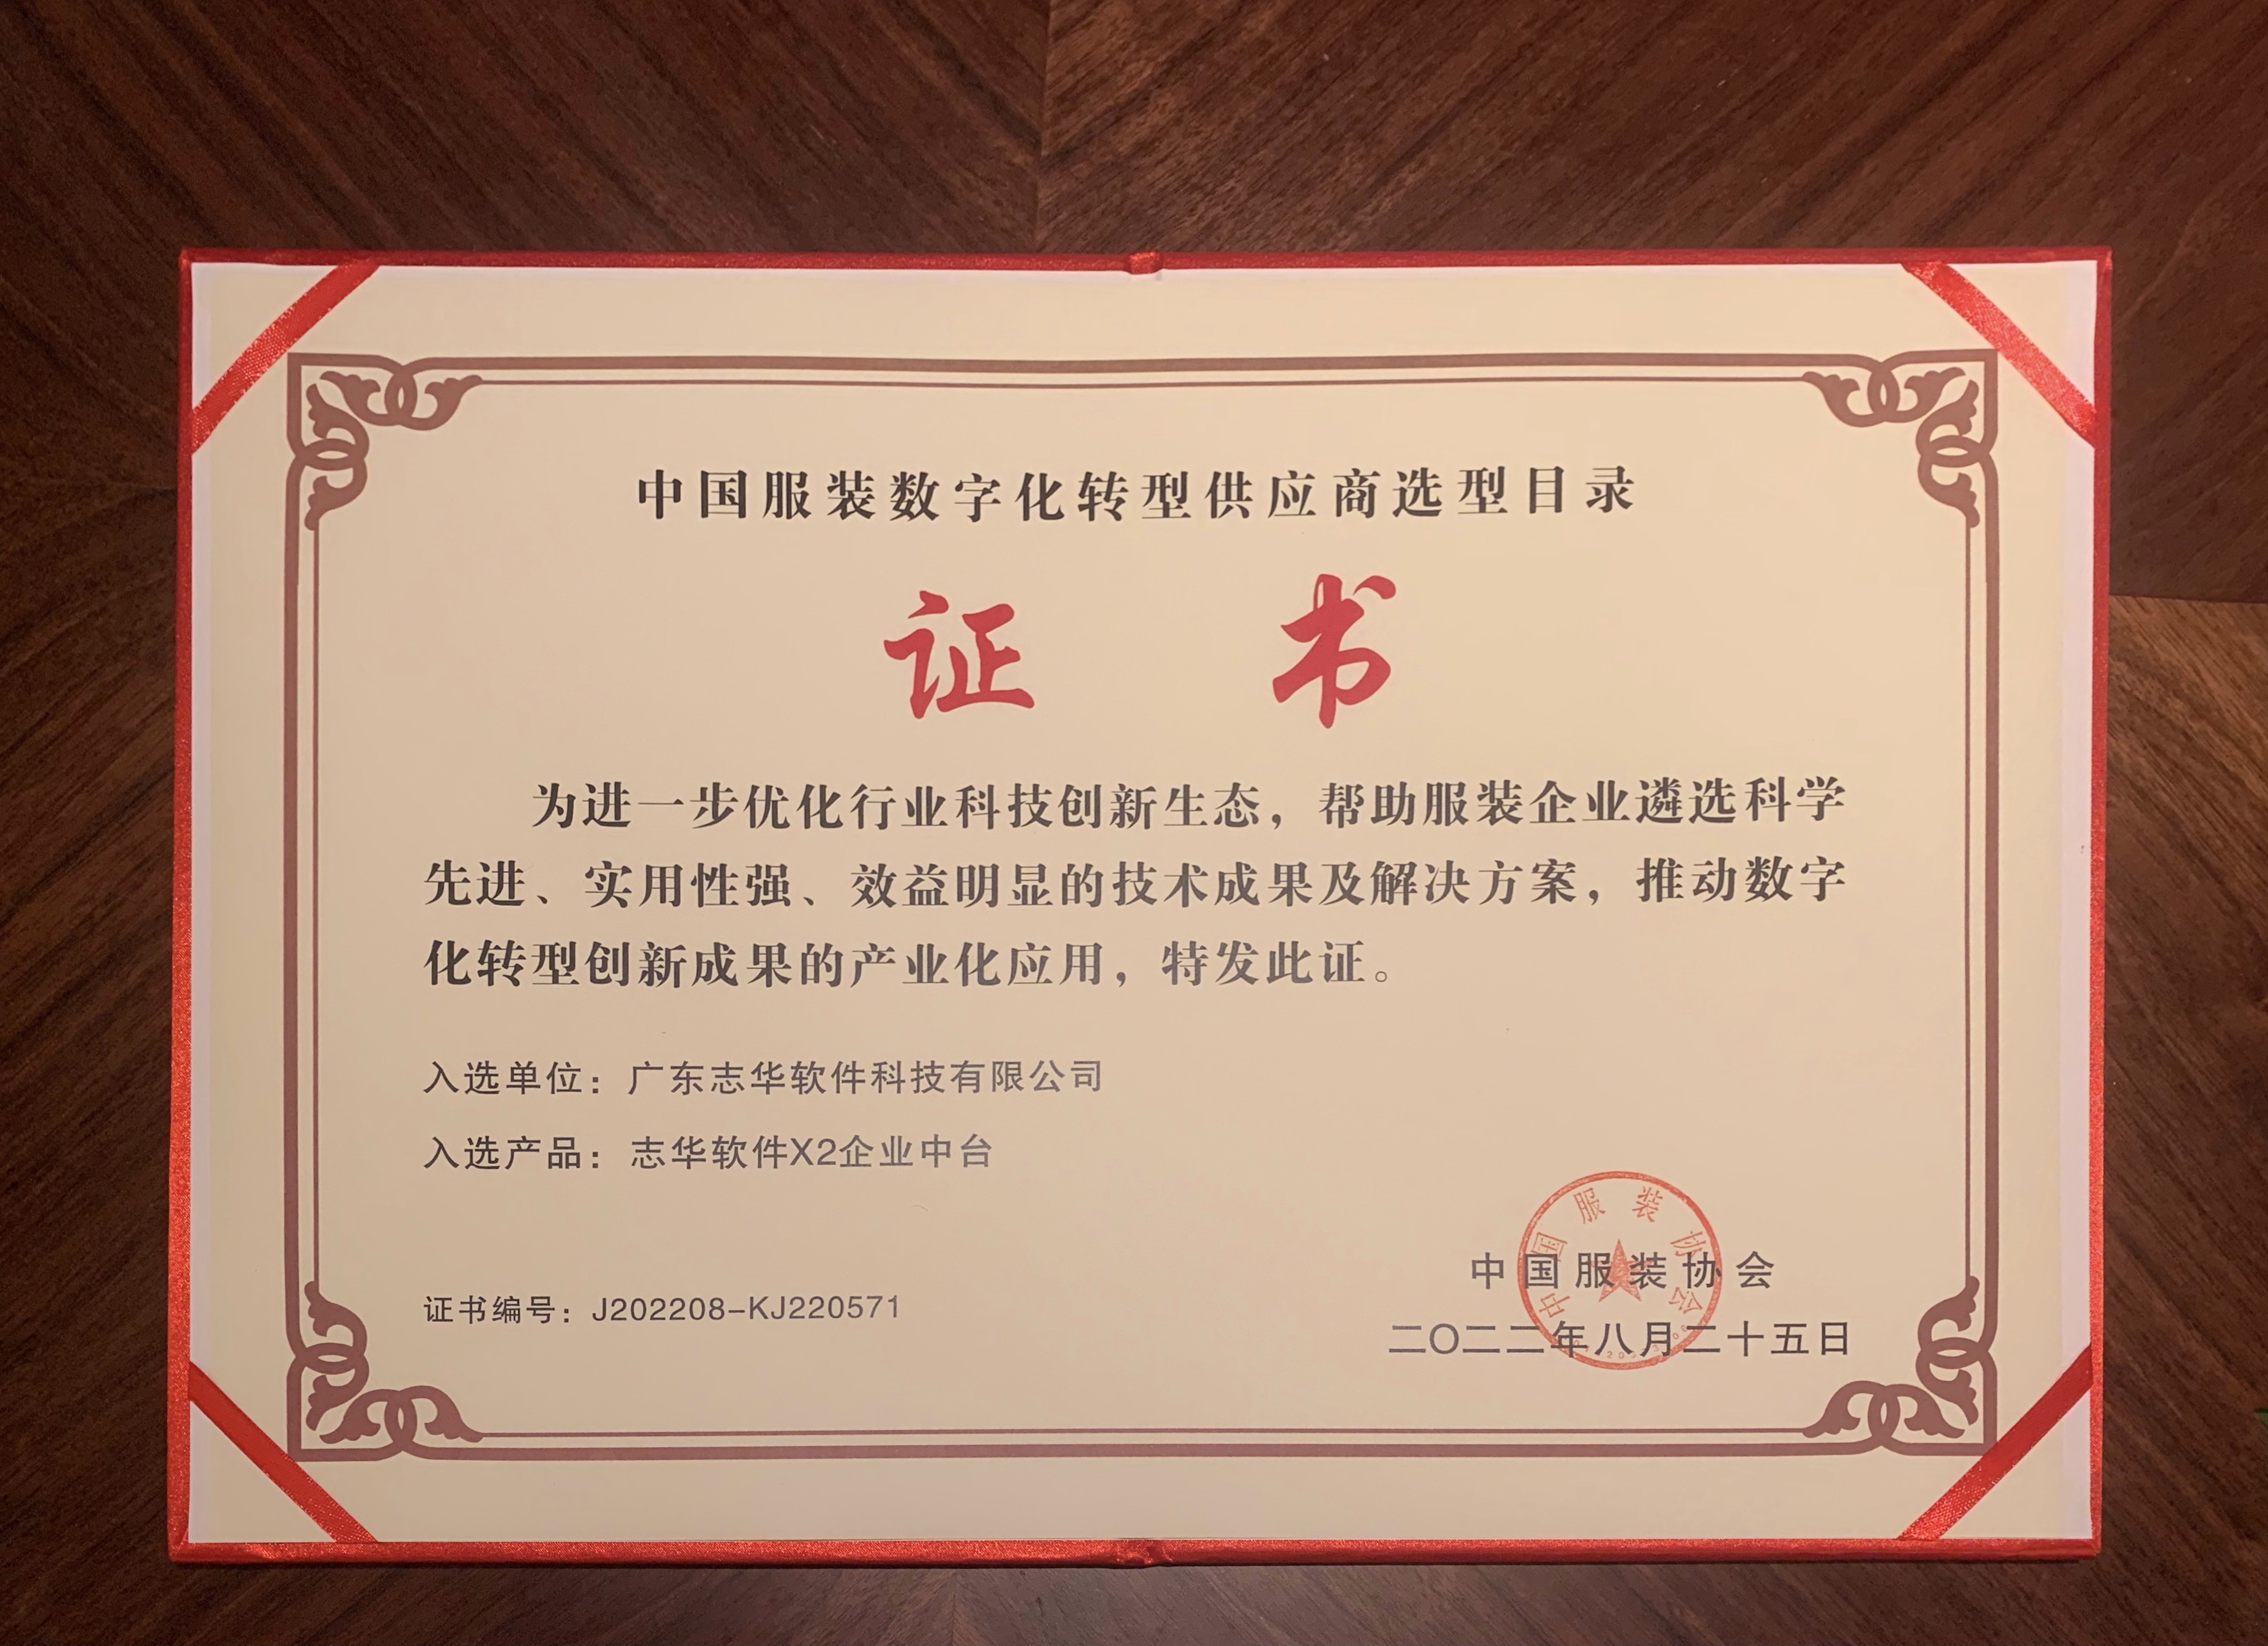 中国服装数字化转型供应商选型目录
证书
为进一步优化行业科技创新生态，帮助服装企业遴选科学
先进、实用性强、效益明显的技术成果及解决方案，推动数字
化转型创新成果的产业化应用，特发此证。
入选单位：广东志华软件科技有限公司
入选产品：志华软件X2企业中台
证书编号：J202208-KJ220571
中国服装协会
二〇二二年八月二十五日
中国服装协会